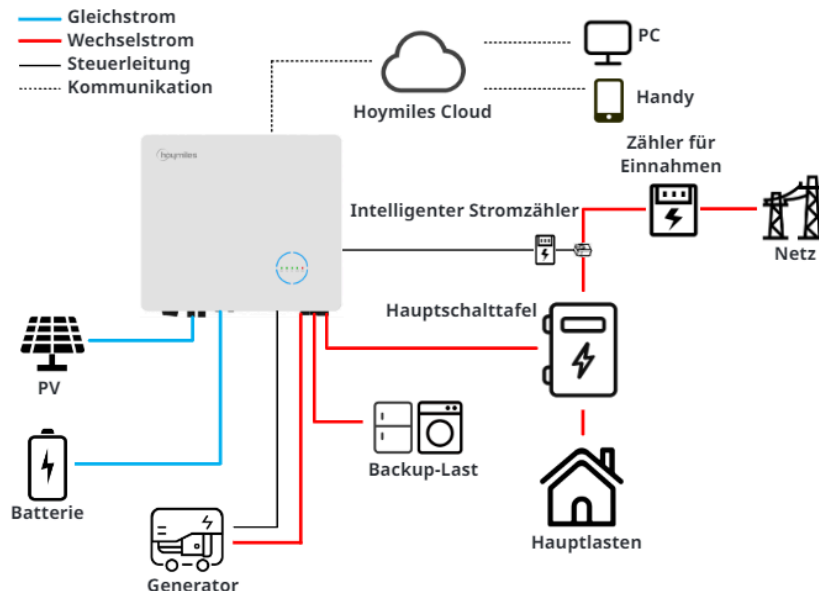 Gleichstrom
Wechselstrom
Steuerleitung
Kommunikation
PC
Hoymiles Cloud
Handy
hoymiles
Zähler für
Einnahmen
Intelligenter Stromzähler
Netz
Hauptschalttafel
PV
Backup-Last
Batterie
Hauptlasten
Generator